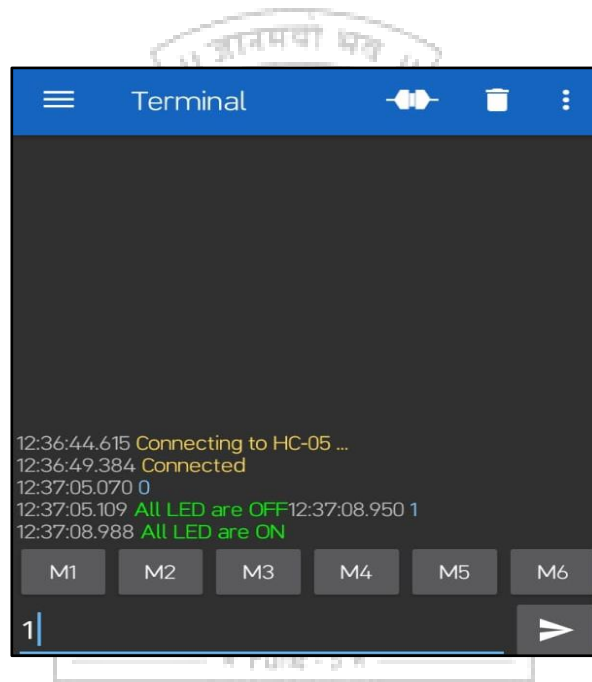 ज्ञानमयो भव
Terminal
12:36:44.615 Connecting to HC-05 ...
12:36:49.384 Connected
12:37:05.070 0
12:37:05.109 All LED are OFF12:37:08.950 1
12:37:08.988 All LED are ON
M1 M2 M3 M4 M5 M6
1